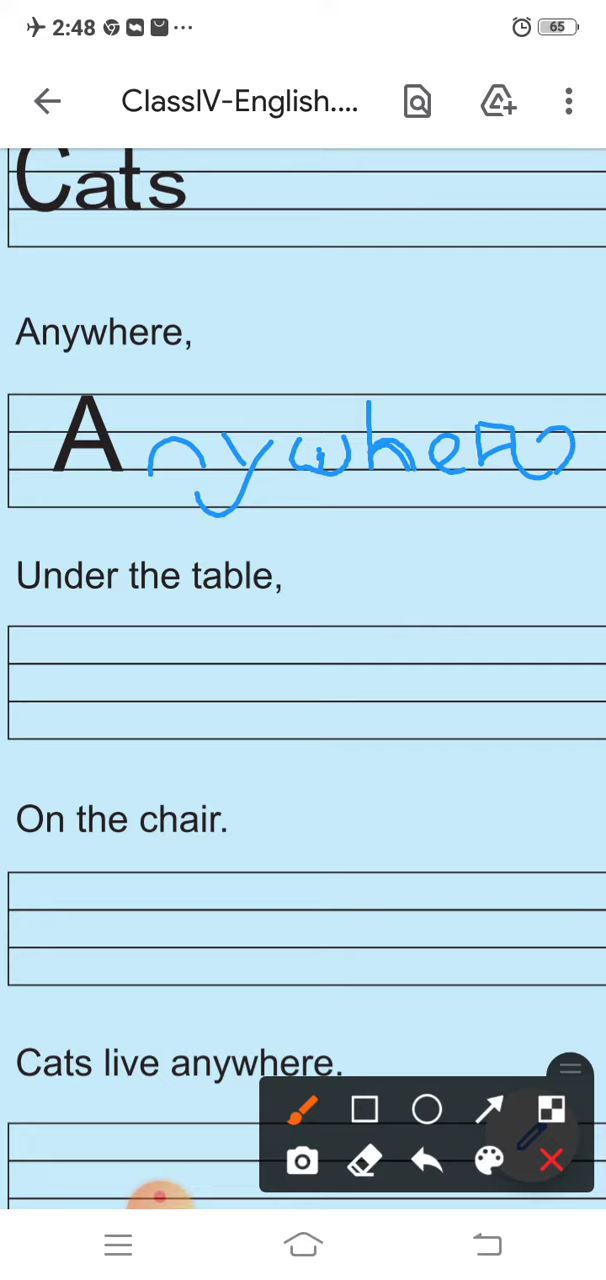 2:48
65
ClassIV-English....
Cats
Anywhere,
Anywhere
Under the table,
On the chair.
Cats live anywhere.